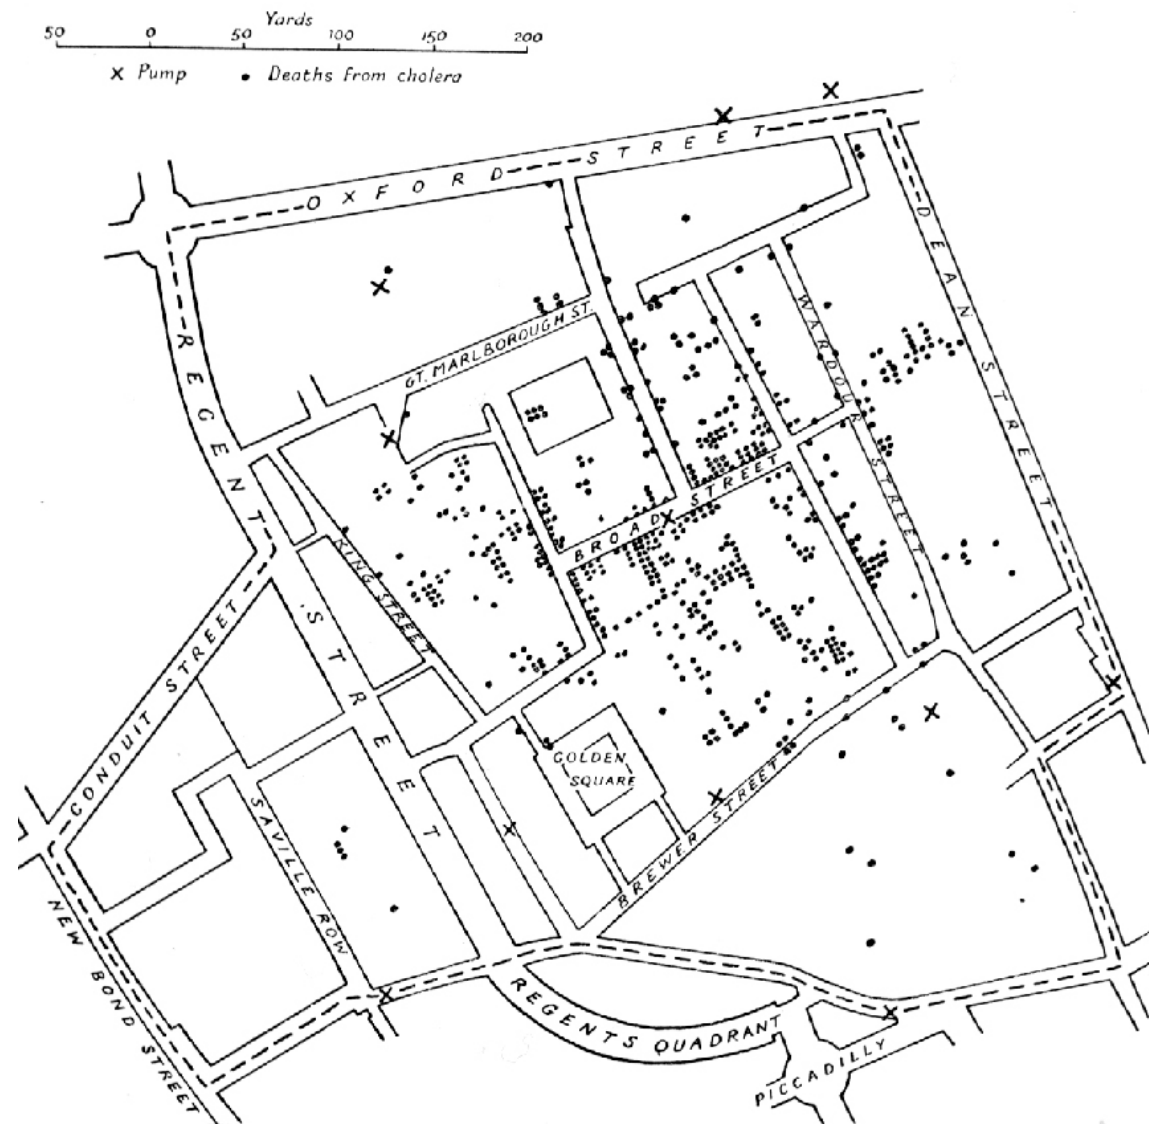 Yards
50 0 50 100 150 200
x Pump • Deaths from cholera
OXFORD STREET
REGENT STREET
DEAN STREET
WARDOUR STREET
GT. MARLBOROUGH ST.
BROAD STREET
KING STREET
CONDUIT STREET
GOLDEN
SQUARE
BREWER STREET
SAVILLE ROW
NEW BOND STREET
REGENTS QUADRANT
PICCADILLY